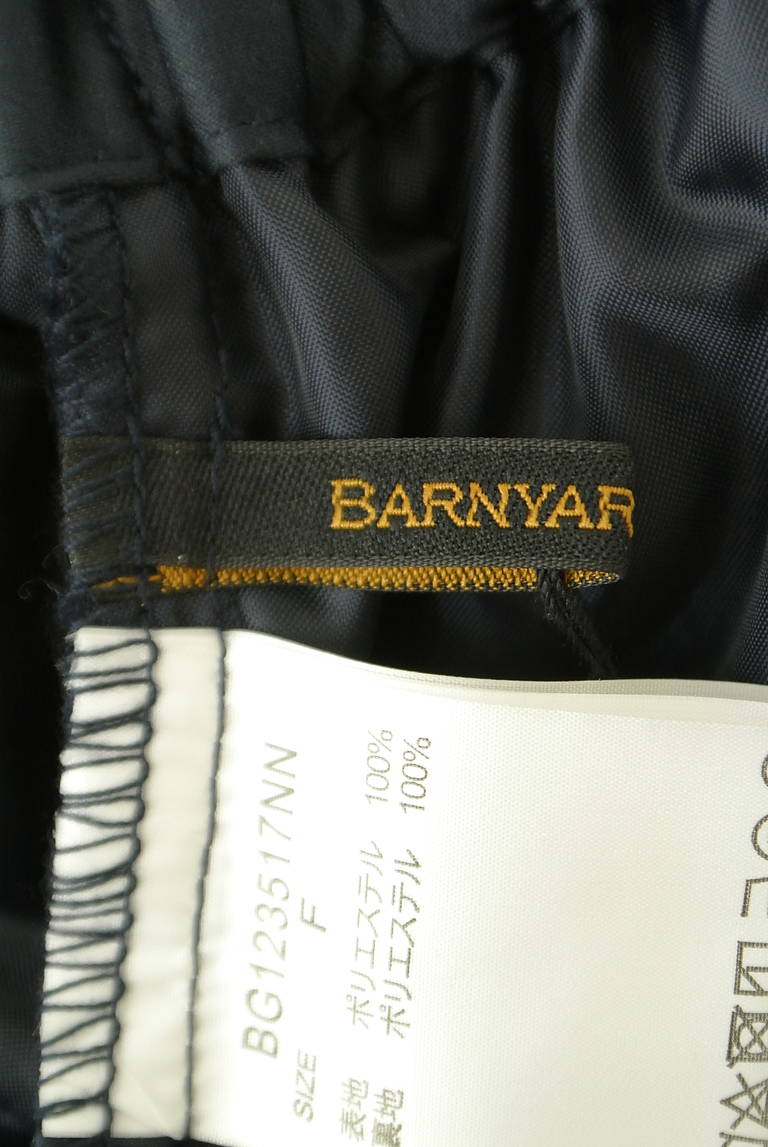 BARNYAR
BG123517NN
SIZE F
表地 ポリエステル 100%
裏地 ポリエステル 100%